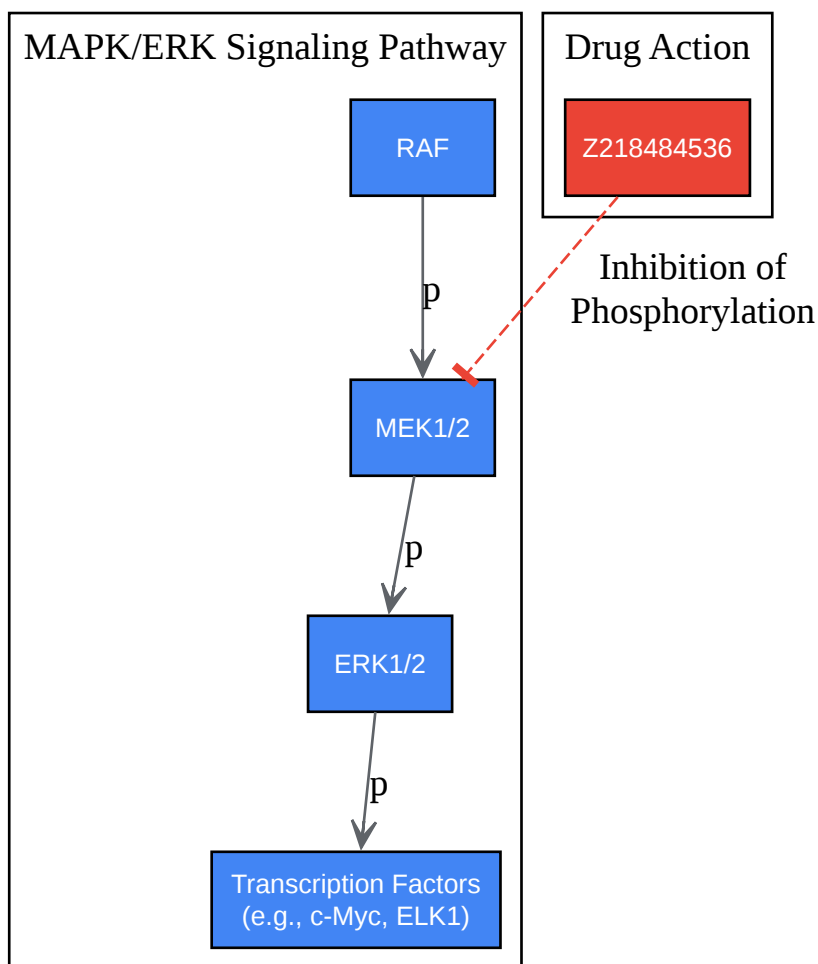 MAPK/ERK Signaling Pathway
Drug Action
RAF
Z218484536
p
Inhibition of
Phosphorylation
MEK1/2
p
ERK1/2
p
Transcription Factors
(e.g., c-Myc, ELK1)